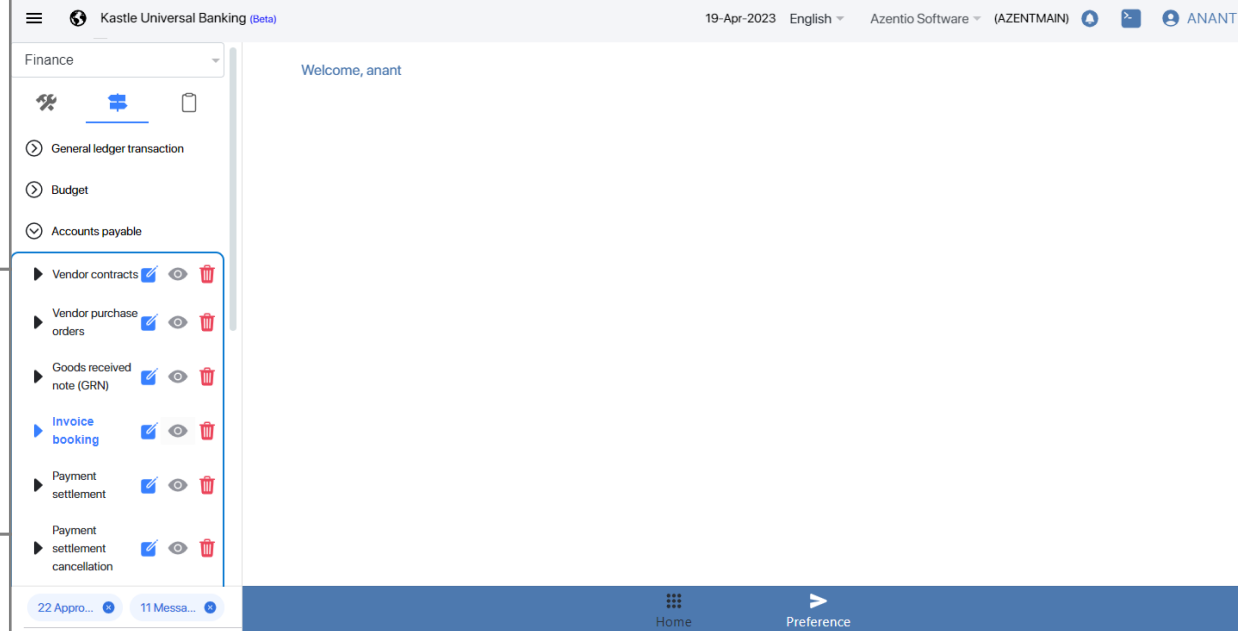 Kastle Universal Banking (Beta)
19-Apr-2023 English Azentio Software (AZENTMAIN) ANANT
Finance
Welcome, anant
General ledger transaction
Budget
Accounts payable
Vendor contracts
Vendor purchase
orders
Goods received
note (GRN)
Invoice
booking
Payment
settlement
Payment
settlement
cancellation
22 Appro...
11 Messa...
Home
Preference